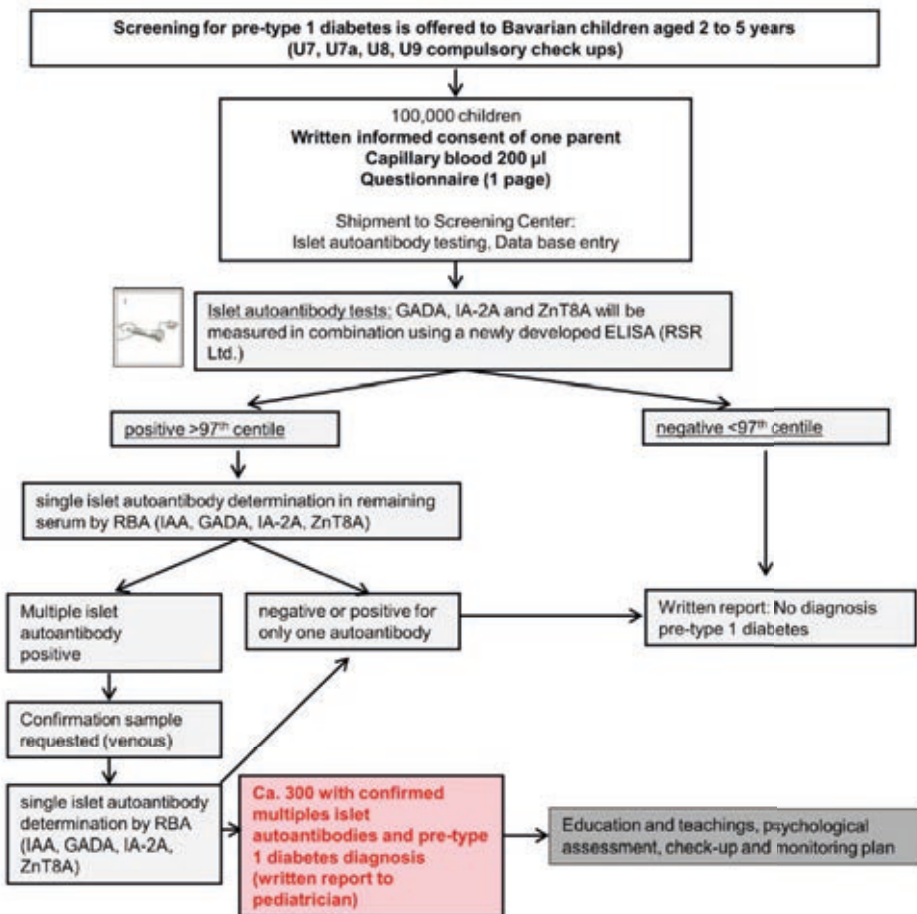 Screening for pre-type 1 diabetes is offered to Bavarian children aged 2 to 5 years
(U7, U7a, U8, U9 compulsory check ups)
100,000 children
Written informed consent of one parent
Capillary blood 200 µl
Questionnaire (1 page)
Shipment to Screening Center:
Islet autoantibody testing, Data base entry
Islet autoantibody tests: GADA, IA-2A and ZnT8A will be
measured in combination using a newly developed ELISA (RSR
Ltd.)
positive >97th centile
negative <97th centile
single islet autoantibody determination in remaining
serum by RBA (IAA, GADA, IA-2A, ZnT8A)
Multiple islet
autoantibody
positive
negative or positive for
only one autoantibody
Written report: No diagnosis
pre-type 1 diabetes
Confirmation sample
requested (venous)
single islet autoantibody
determination by RBA
(IAA, GADA, IA-2A,
ZnT8A)
Ca. 300 with confirmed
multiples islet
autoantibodies and pre-type
1 diabetes diagnosis
(written report to
pediatrician)
Education and teachings, psychological
assessment, check-up and monitoring plan